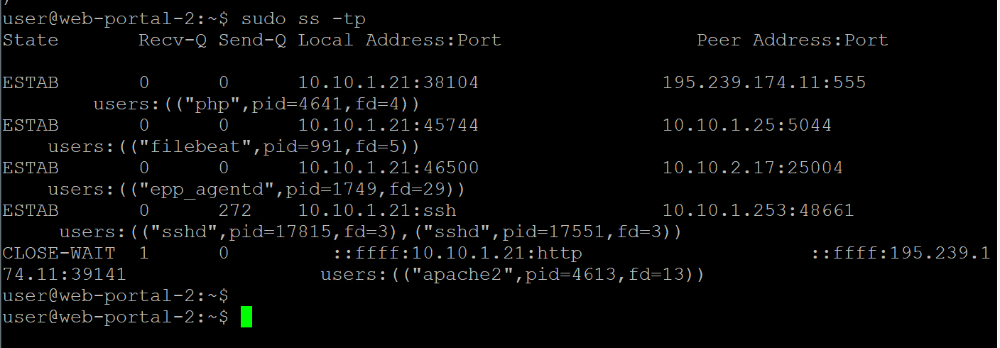 user@web-portal-2:~$ sudo ss -tp
State Recv-Q Send-Q Local Address:Port Peer Address:Port
ESTAB 0 0 10.10.1.21:38104 195.239.174.11:555
users:(("php",pid=4641,fd=4))
ESTAB 0 0 10.10.1.21:45744 10.10.1.25:5044
users:(("filebeat",pid=991,fd=5))
ESTAB 0 0 10.10.1.21:46500 10.10.2.17:25004
users:(("epp_agentd",pid=1749,fd=29))
ESTAB 0 272 10.10.1.21:ssh 10.10.1.253:48661
users:(("sshd",pid=17815,fd=3),("sshd",pid=17551,fd=3))
CLOSE-WAIT 1 0 ::ffff:10.10.1.21:http ::ffff:195.239.1
74.11:39141 users:(("apache2",pid=4613,fd=13))
user@web-portal-2:~$
user@web-portal-2:~$